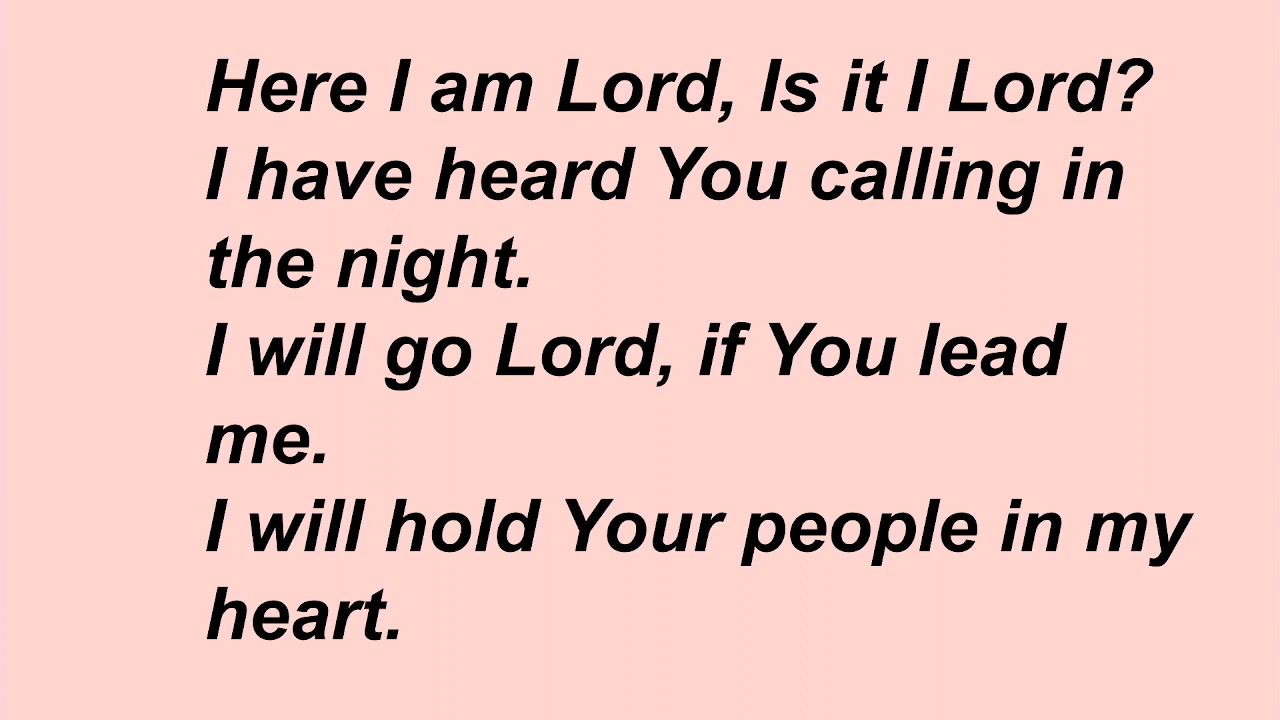 Here I am Lord, Is it I Lord?
I have heard You calling in
the night.
I will go Lord, if You lead
me.
I will hold Your people in my
heart.